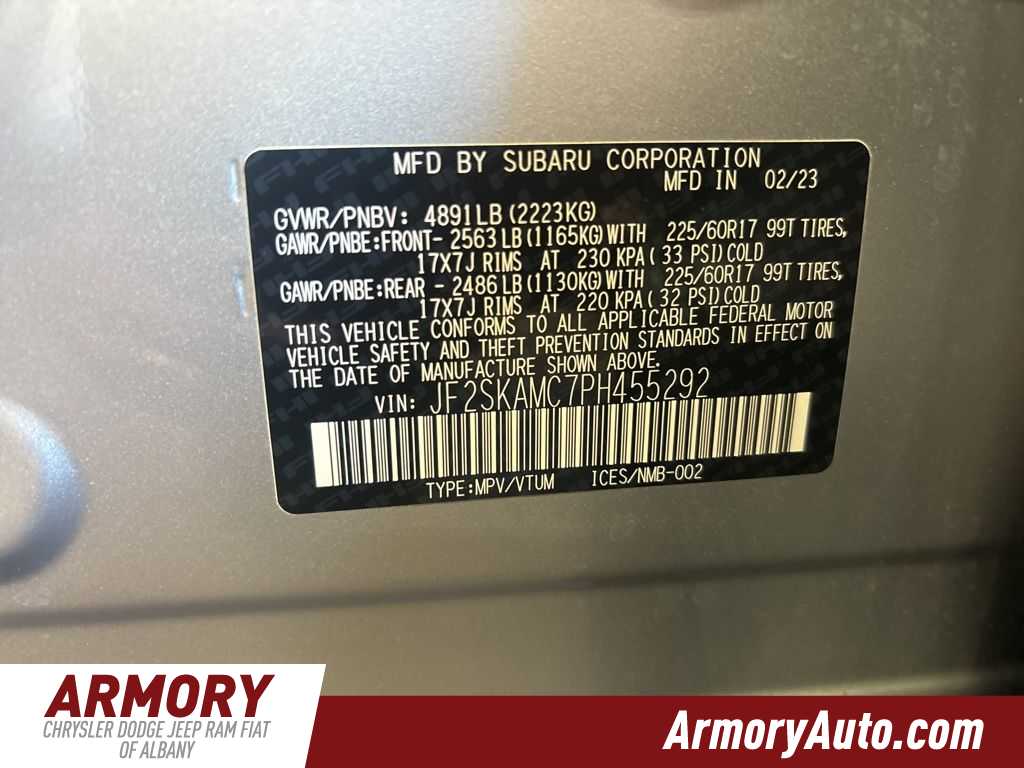 MFD BY SUBARU CORPORATION
MFD IN 02/23
GVWR/PNBV: 4891LB (2223KG)
GAWR/PNBE:FRONT- 2563LB (1165KG) WITH 225/60R17 99T TIRES,
17X7J RIMS AT 230 KPA ( 33 PSI) COLD
GAWR/PNBE:REAR - 2486LB (1130KG) WITH 225/60R17 99T TIRES,
17X7J RIMS AT 220 KPA ( 32 PSI) COLD
THIS VEHICLE CONFORMS TO ALL APPLICABLE FEDERAL MOTOR
VEHICLE SAFETY AND THEFT PREVENTION STANDARDS IN EFFECT ON
THE DATE OF MANUFACTURE SHOWN ABOVE.
VIN: JF2SKAMC7PH455292
TYPE:MPV/VTUM ICES/NMB-002
ARMORY
CHRYSLER DODGE JEEP RAM FIAT
OF ALBANY
ArmoryAuto.com